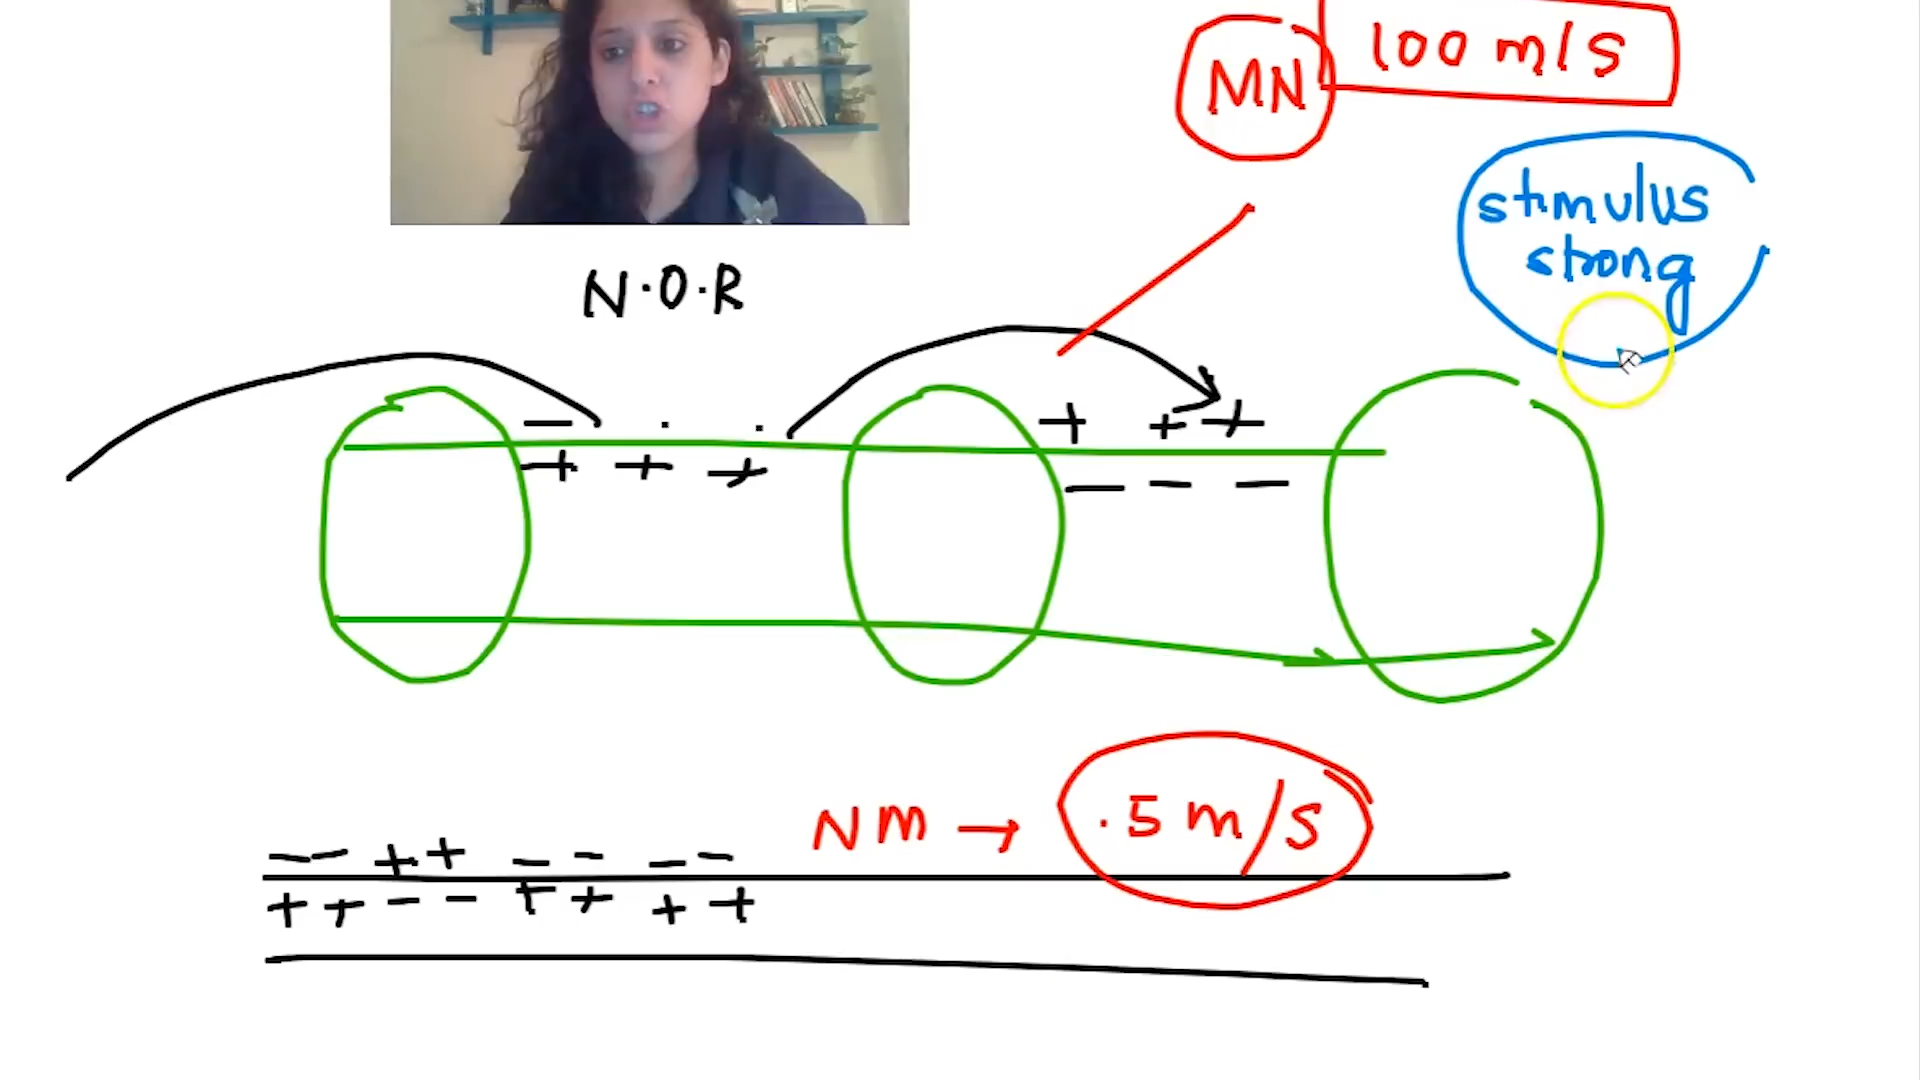 MN 100 m/s
stimulus
strong
N.O.R
- . .
+ + +
+ + +
- - -
NM → .5 m/s
- - + + - - - -
+ + - - + + + +